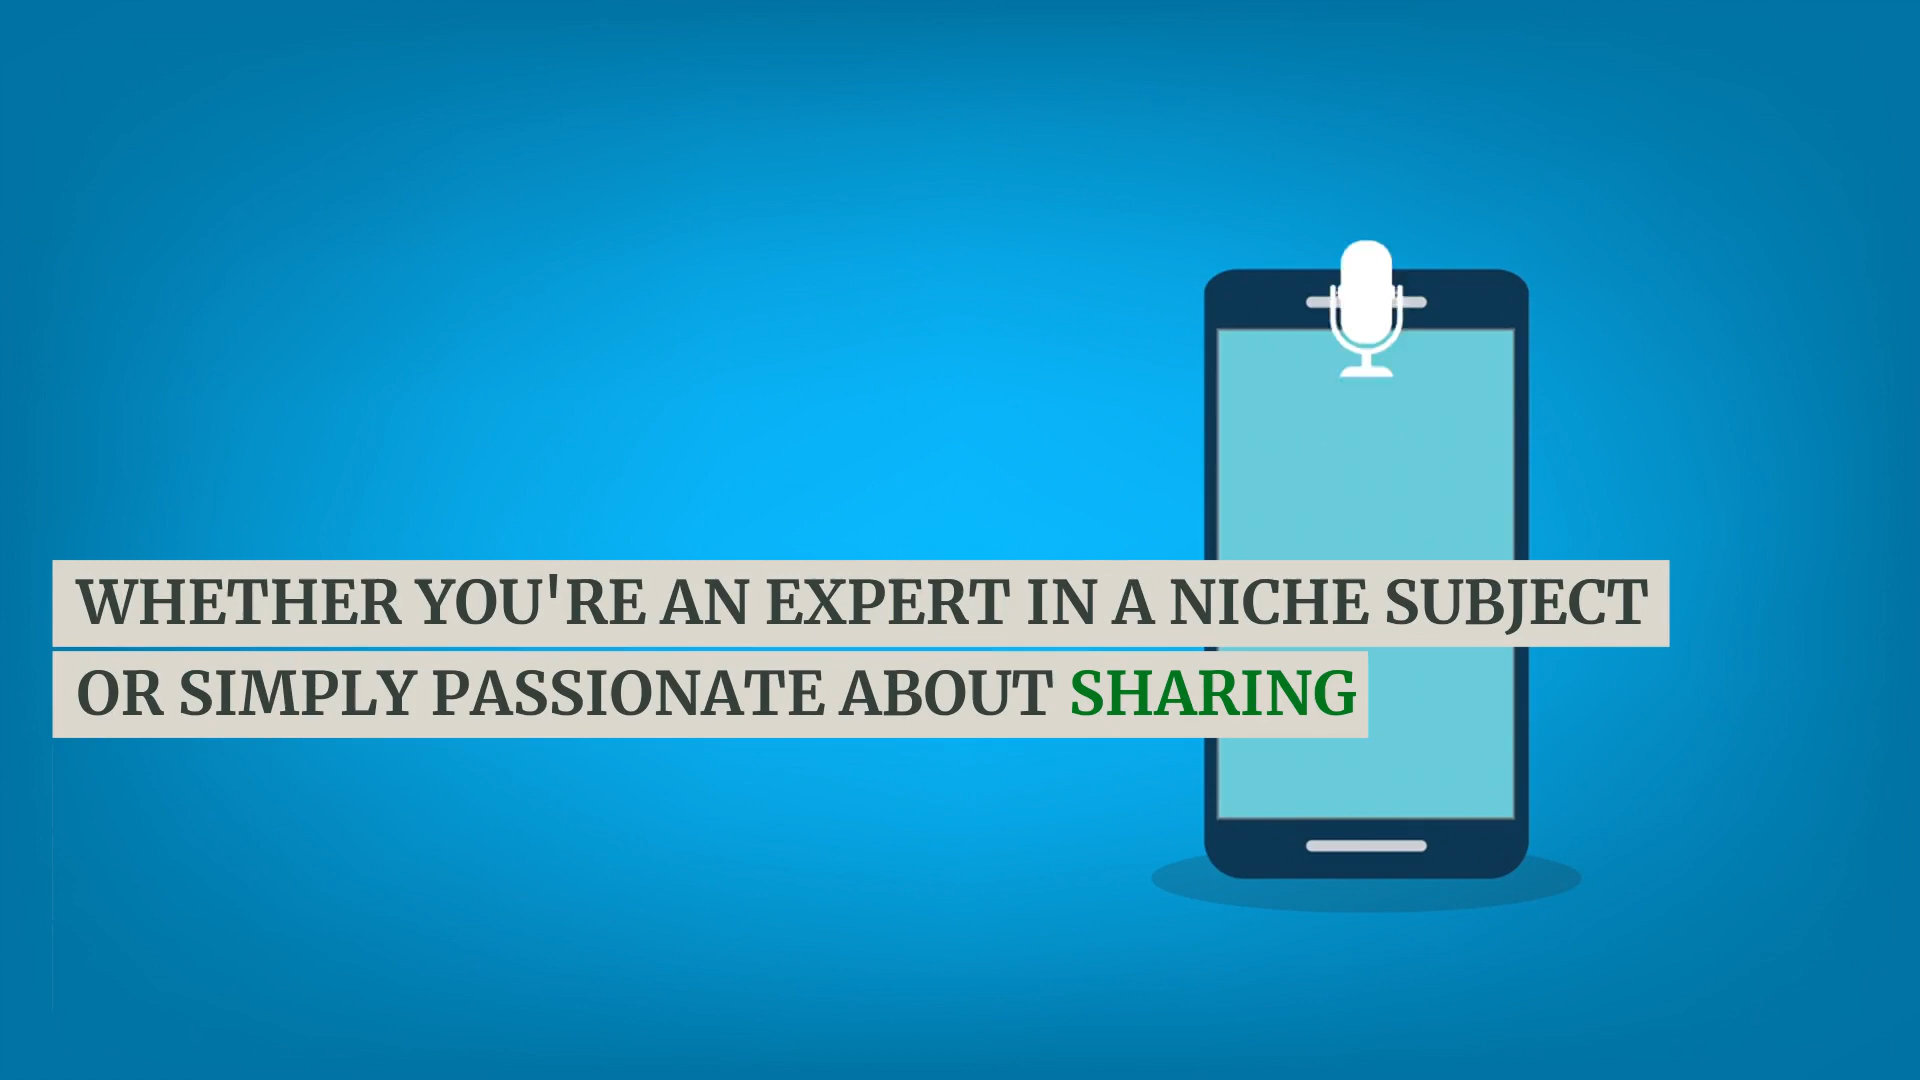 WHETHER YOU'RE AN EXPERT IN A NICHE SUBJECT
OR SIMPLY PASSIONATE ABOUT SHARING